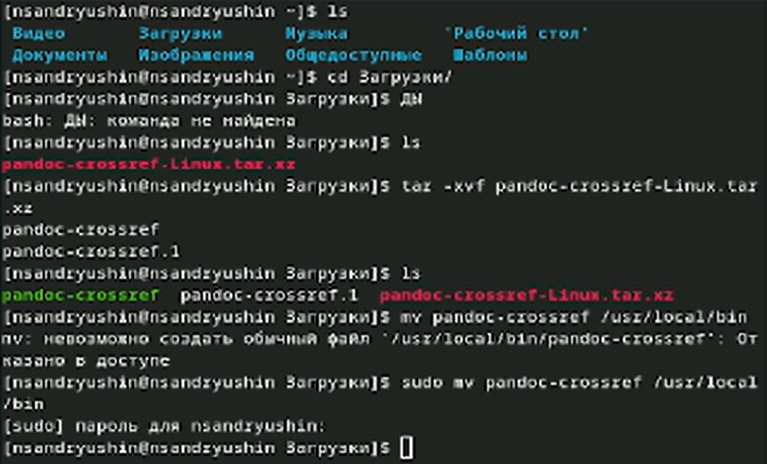 [nsandryushin@nsandryushin ~]$ ls
Видео Загрузки Музыка 'Рабочий стол'
Документы Изображения Общедоступные Шаблоны
[nsandryushin@nsandryushin ~]$ cd Загрузки/
[nsandryushin@nsandryushin Загрузки]$ ДЫ
bash: ДЫ: команда не найдена
[nsandryushin@nsandryushin Загрузки]$ ls
pandoc-crossref-Linux.tar.xz
[nsandryushin@nsandryushin Загрузки]$ tar -xvf pandoc-crossref-Linux.tar
.xz
pandoc-crossref
pandoc-crossref.1
[nsandryushin@nsandryushin Загрузки]$ ls
pandoc-crossref pandoc-crossref.1 pandoc-crossref-Linux.tar.xz
[nsandryushin@nsandryushin Загрузки]$ mv pandoc-crossref /usr/local/bin
mv: невозможно создать обычный файл '/usr/local/bin/pandoc-crossref': От
казано в доступе
[nsandryushin@nsandryushin Загрузки]$ sudo mv pandoc-crossref /usr/local
/bin
[sudo] пароль для nsandryushin:
[nsandryushin@nsandryushin Загрузки]$